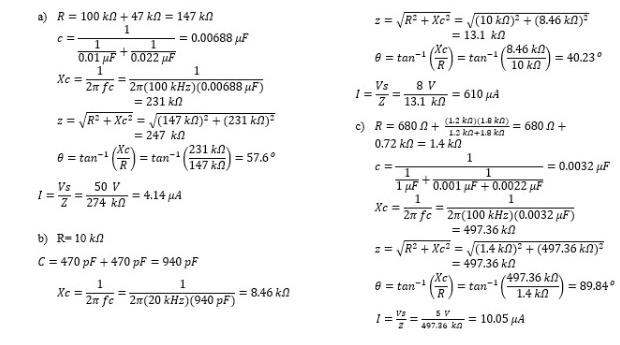 a) R = 100 kΩ + 47 kΩ = 147 kΩ
c = 1 / (1/0.01 μF + 1/0.022 μF) = 0.00688 μF
Xc = 1/2π fc = 1/2π(100 kHz)(0.00688 μF)
= 231 kΩ
z = √R² + Xc² = √(147 kΩ)² + (231 kΩ)²
= 247 kΩ
θ = tan⁻¹ (Xc/R) = tan⁻¹ (231 kΩ/147 kΩ) = 57.6°
I = Vs/Z = 50 V/274 kΩ = 4.14 μA
b) R= 10 kΩ
C = 470 pF + 470 pF = 940 pF
Xc = 1/2π fc = 1/2π(20 kHz)(940 pF) = 8.46 kΩ
z = √R² + Xc² = √(10 kΩ)² + (8.46 kΩ)²
= 13.1 kΩ
θ = tan⁻¹ (Xc/R) = tan⁻¹ (8.46 kΩ/10 kΩ) = 40.23°
I = Vs/Z = 8 V/13.1 kΩ = 610 μA
c) R = 680 Ω + (1.2 kΩ)(1.8 kΩ)/1.2 kΩ+1.8 kΩ = 680 Ω +
0.72 kΩ = 1.4 kΩ
c = 1 / (1/1 μF + 1/0.001 μF + 0.0022 μF) = 0.0032 μF
Xc = 1/2π fc = 1/2π(100 kHz)(0.0032 μF)
= 497.36 kΩ
z = √R² + Xc² = √(1.4 kΩ)² + (497.36 kΩ)²
= 497.36 kΩ
θ = tan⁻¹ (Xc/R) = tan⁻¹ (497.36 kΩ/1.4 kΩ) = 89.84°
I = Vs/Z = 5 V/497.36 kΩ = 10.05 μA